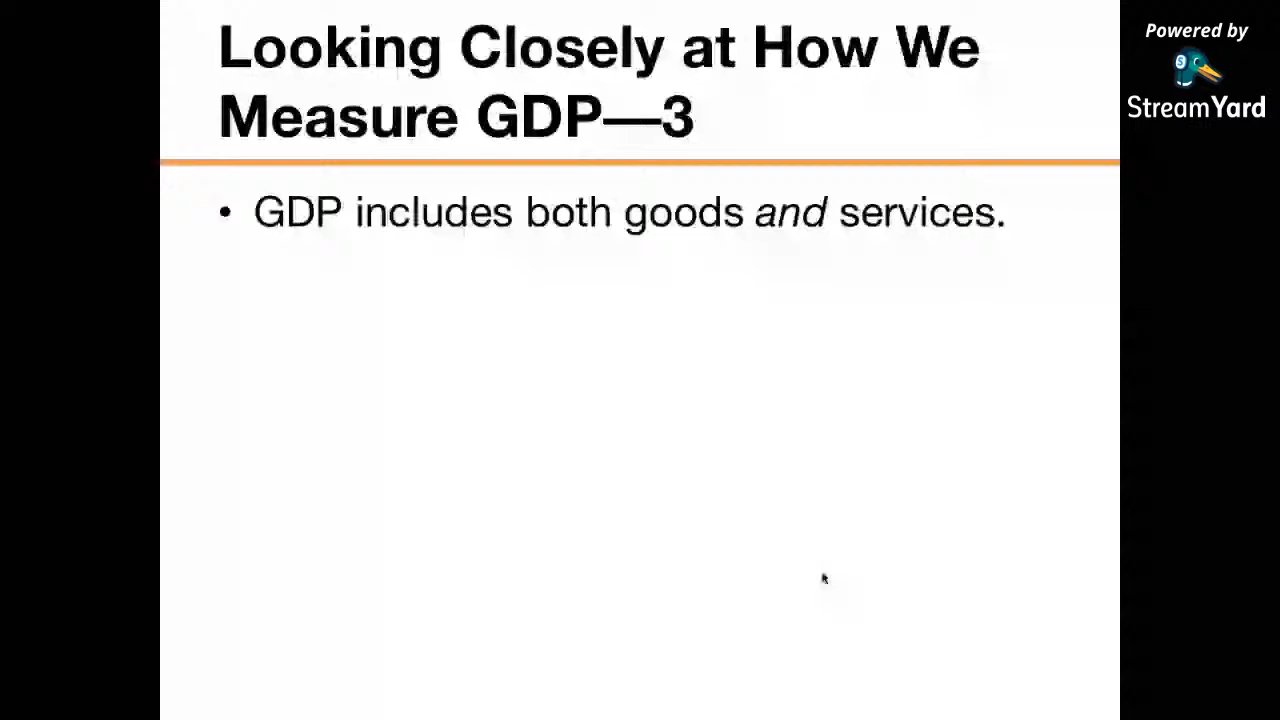 Looking Closely at How We
Measure GDP—3
• GDP includes both goods and services.
Powered by
StreamYard